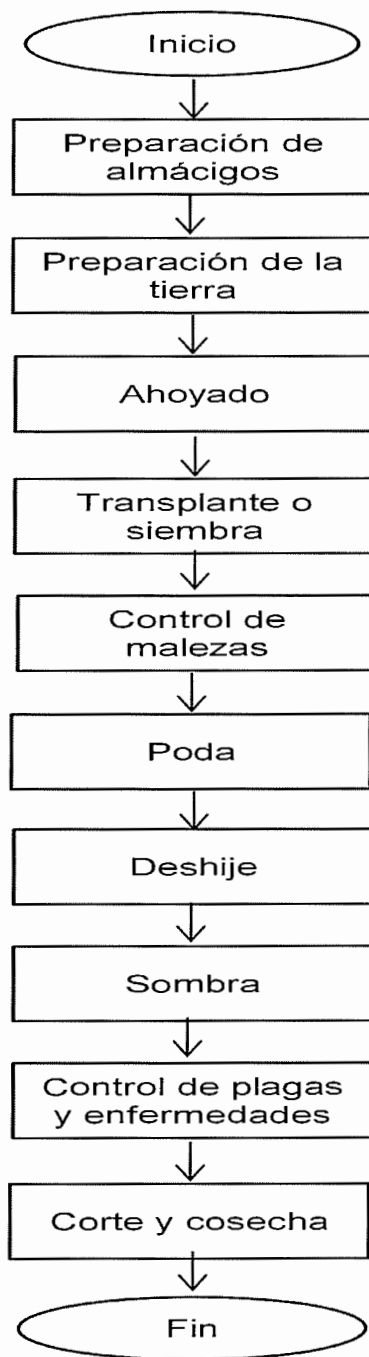 Inicio
Preparación de
almácigos
Preparación de la
tierra
Ahoyado
Transplante o
siembra
Control de
malezas
Poda
Deshije
Sombra
Control de plagas
y enfermedades
Corte y cosecha
Fin